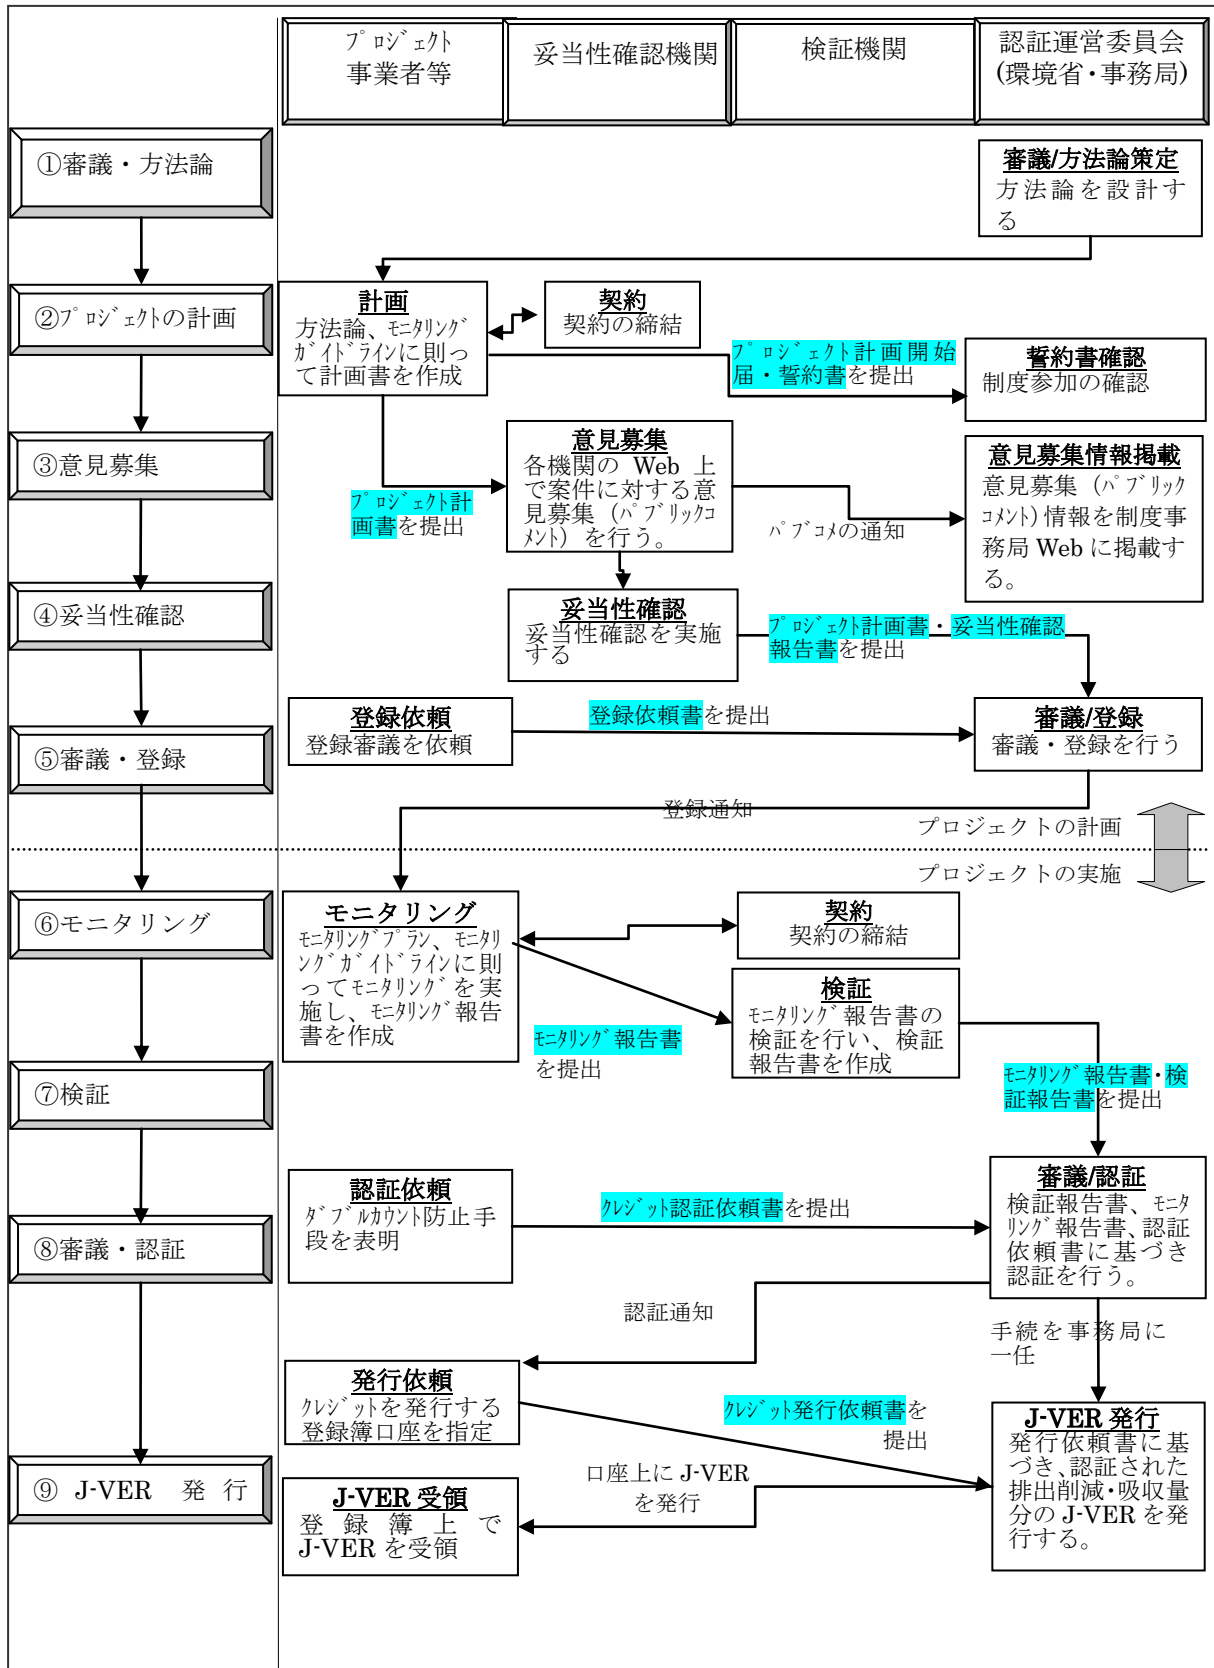 ﾌﾟﾛｼﾞｪｸﾄ
事業者等
妥当性確認機関
検証機関
認証運営委員会
(環境省・事務局)
①審議・方法論
審議/方法論策定
方法論を設計す
る
②ﾌﾟﾛｼﾞｪｸﾄの計画
計画
方法論、ﾓﾆﾀﾘﾝｸﾞ
ｶﾞｲﾄﾞﾗｲﾝに則っ
て計画書を作成
契約
契約の締結
ﾌﾟﾛｼﾞｪｸﾄ計画開始
届・誓約書を提出
誓約書確認
制度参加の確認
③意見募集
ﾌﾟﾛｼﾞｪｸﾄ計
画書を提出
意見募集
各機関の Web 上
で案件に対する意
見募集（ﾊﾟﾌﾞﾘｯｸｺ
ﾒﾝﾄ）を行う。
ﾊﾟﾌﾞｺﾒの通知
意見募集情報掲載
意見募集（ﾊﾟﾌﾞﾘｯｸ
ｺﾒﾝﾄ）情報を制度事
務局 Web に掲載す
る。
④妥当性確認
妥当性確認
妥当性確認を実施
する
ﾌﾟﾛｼﾞｪｸﾄ計画書・妥当性確認
報告書を提出
⑤審議・登録
登録依頼
登録審議を依頼
登録依頼書を提出
審議/登録
審議・登録を行う
登録通知
プロジェクトの計画
プロジェクトの実施
⑥モニタリング
モニタリング
ﾓﾆﾀﾘﾝｸﾞﾌﾟﾗﾝ、ﾓﾆﾀﾘ
ﾝｸﾞｶﾞｲﾄﾞﾗｲﾝに則
ってﾓﾆﾀﾘﾝｸﾞを実
施し、ﾓﾆﾀﾘﾝｸﾞ報告
書を作成
契約
契約の締結
ﾓﾆﾀﾘﾝｸﾞ報告書
を提出
検証
ﾓﾆﾀﾘﾝｸﾞ報告書の
検証を行い、検証
報告書を作成
⑦検証
ﾓﾆﾀﾘﾝｸﾞ報告書・検
証報告書を提出
⑧審議・認証
認証依頼
ﾀﾞﾌﾞﾙｶｳﾝﾄ防止手
段を表明
ｸﾚｼﾞｯﾄ認証依頼書を提出
審議/認証
検証報告書、ﾓﾆﾀ
ﾘﾝｸﾞ報告書、認証
依頼書に基づき
認証を行う。
認証通知
手続を事務局に
一任
発行依頼
ｸﾚｼﾞｯﾄを発行する
登録簿口座を指定
ｸﾚｼﾞｯﾄ発行依頼書を
提出
⑨ J-VER 発 行
J-VER 発行
発行依頼書に基
づき、認証された
排出削減・吸収量
分の J-VER を発
行する。
口座上に J-VER
を発行
J-VER 受領
登 録 簿 上 で
J-VER を受領